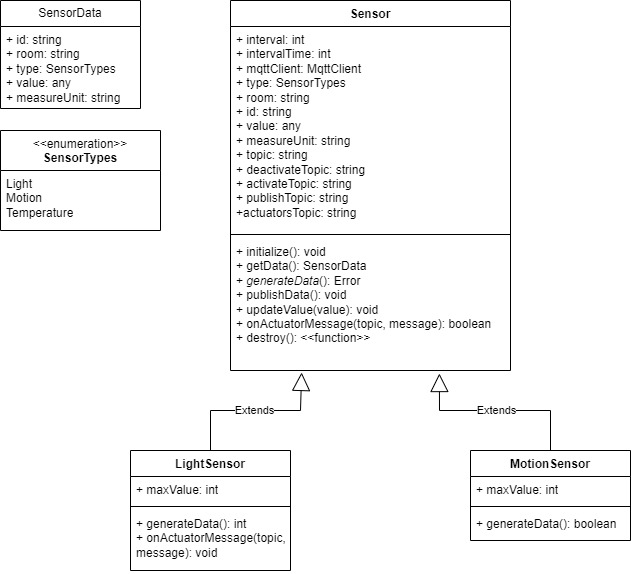 SensorData
+ id: string
+ room: string
+ type: SensorTypes
+ value: any
+ measureUnit: string
<<enumeration>>
SensorTypes
Light
Motion
Temperature
Sensor
+ interval: int
+ intervalTime: int
+ mqttClient: MqttClient
+ type: SensorTypes
+ room: string
+ id: string
+ value: any
+ measureUnit: string
+ topic: string
+ deactivateTopic: string
+ activateTopic: string
+ publishTopic: string
+actuatorsTopic: string
+ initialize(): void
+ getData(): SensorData
+ generateData(): Error
+ publishData(): void
+ updateValue(value): void
+ onActuatorMessage(topic, message): boolean
+ destroy(): <<function>>
Extends
Extends
LightSensor
+ maxValue: int
+ generateData(): int
+ onActuatorMessage(topic,
message): void
MotionSensor
+ maxValue: int
+ generateData(): boolean